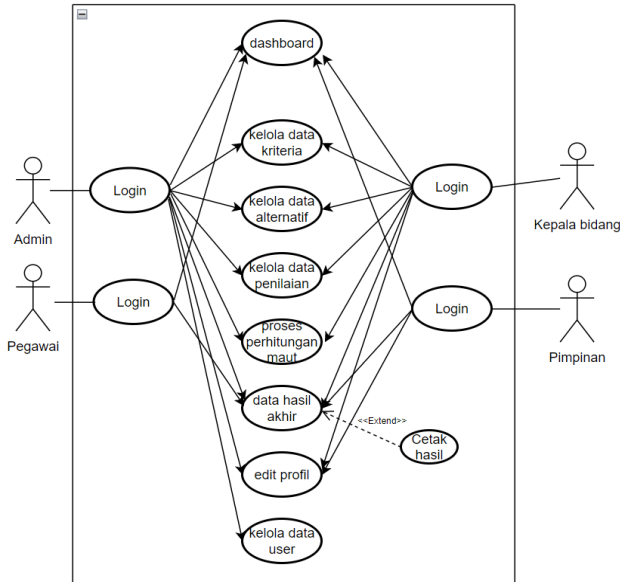 dashboard
kelola data
kriteria
Login
kelola data
alternatif
Login
Admin
Kepala bidang
kelola data
penilaian
Login
Login
Pegawai
proses
perhitungan
maut
Pimpinan
data hasil
akhir
<<Extend>>
Cetak
hasil
edit profil
kelola data
user